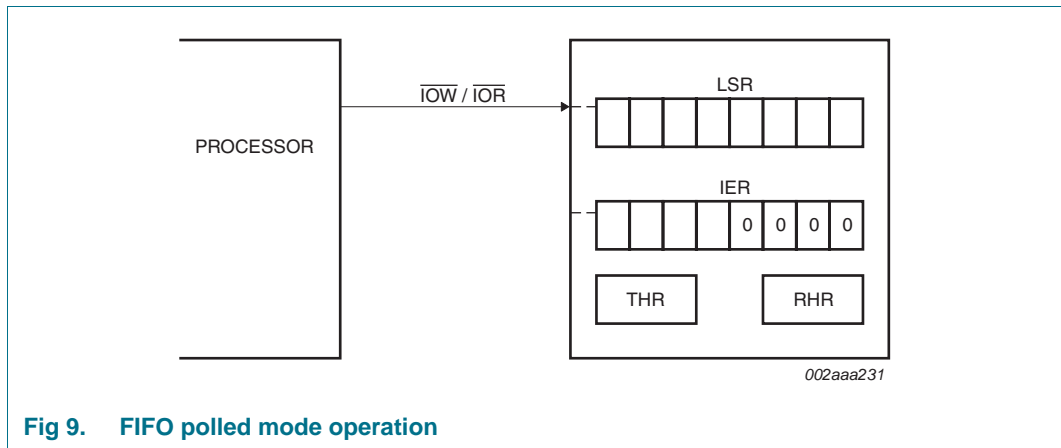 IOW / IOR
PROCESSOR
LSR
IER
0 0 0 0
THR RHR
002aaa231
Fig 9. FIFO polled mode operation